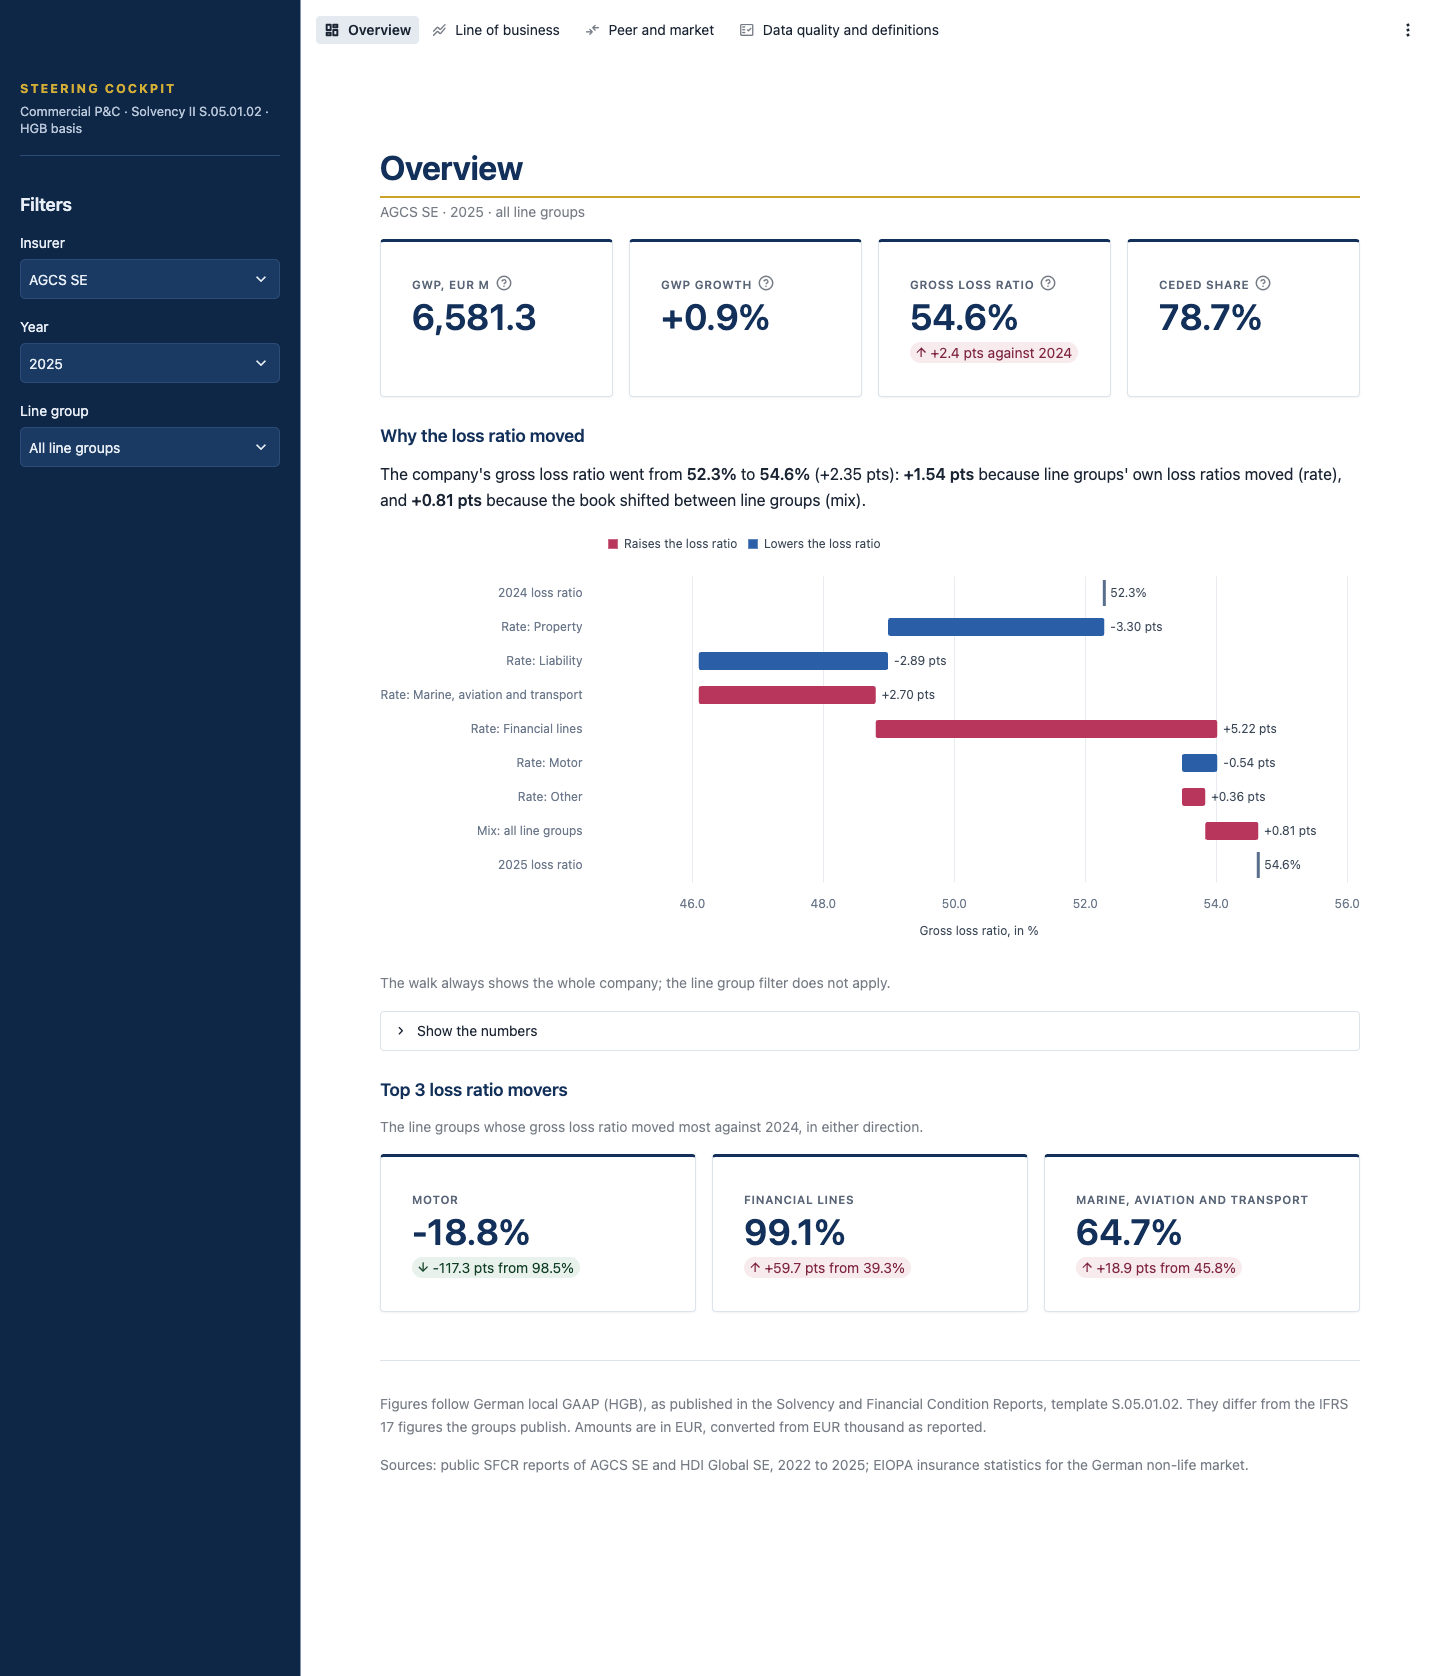 STEERING COCKPIT
Commercial P&C · Solvency II S.05.01.02 ·
HGB basis
Filters
Insurer
AGCS SE
Year
2025
Line group
All line groups
Overview
Line of business
Peer and market
Data quality and definitions
Overview
AGCS SE · 2025 · all line groups
GWP, EUR M
6,581.3
GWP GROWTH
+0.9%
GROSS LOSS RATIO
54.6%
↑ +2.4 pts against 2024
CEDED SHARE
78.7%
Why the loss ratio moved
The company's gross loss ratio went from 52.3% to 54.6% (+2.35 pts): +1.54 pts because line groups' own loss ratios moved (rate),
and +0.81 pts because the book shifted between line groups (mix).
Raises the loss ratio
Lowers the loss ratio
2024 loss ratio 52.3%
Rate: Property -3.30 pts
Rate: Liability -2.89 pts
Rate: Marine, aviation and transport +2.70 pts
Rate: Financial lines +5.22 pts
Rate: Motor -0.54 pts
Rate: Other +0.36 pts
Mix: all line groups +0.81 pts
2025 loss ratio 54.6%
46.0 48.0 50.0 52.0 54.0 56.0
Gross loss ratio, in %
The walk always shows the whole company; the line group filter does not apply.
Show the numbers
Top 3 loss ratio movers
The line groups whose gross loss ratio moved most against 2024, in either direction.
MOTOR
-18.8%
↓ -117.3 pts from 98.5%
FINANCIAL LINES
99.1%
↑ +59.7 pts from 39.3%
MARINE, AVIATION AND TRANSPORT
64.7%
↑ +18.9 pts from 45.8%
Figures follow German local GAAP (HGB), as published in the Solvency and Financial Condition Reports, template S.05.01.02. They differ from the IFRS
17 figures the groups publish. Amounts are in EUR, converted from EUR thousand as reported.
Sources: public SFCR reports of AGCS SE and HDI Global SE, 2022 to 2025; EIOPA insurance statistics for the German non-life market.